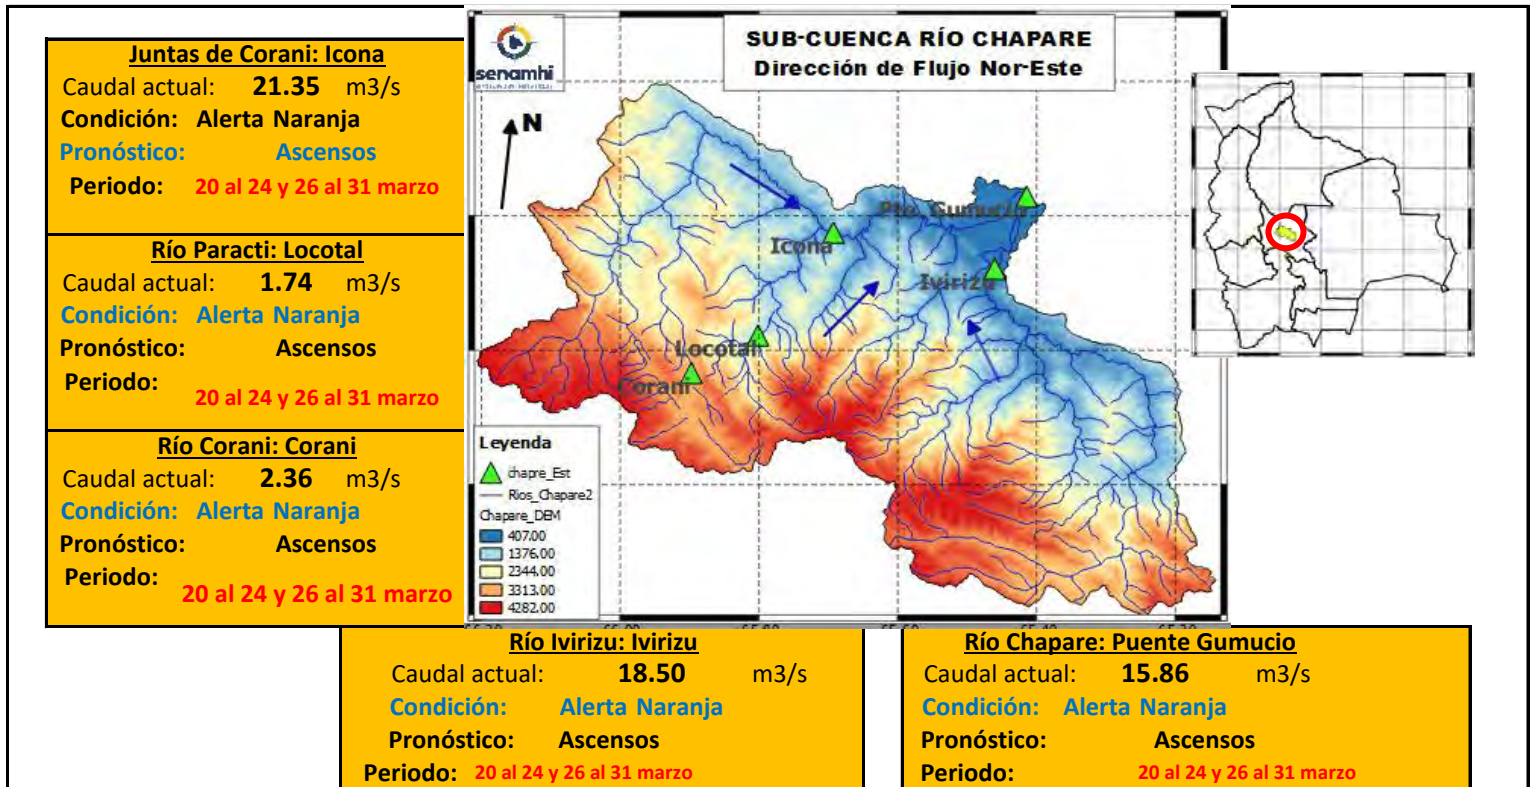 Juntas de Corani: Icona
Caudal actual: 21.35 m3/s
Condición: Alerta Naranja
Pronóstico: Ascensos
Periodo: 20 al 24 y 26 al 31 marzo
Río Paracti: Locotal
Caudal actual: 1.74 m3/s
Condición: Alerta Naranja
Pronóstico: Ascensos
Periodo:
20 al 24 y 26 al 31 marzo
Río Corani: Corani
Caudal actual: 2.36 m3/s
Condición: Alerta Naranja
Pronóstico: Ascensos
Periodo:
20 al 24 y 26 al 31 marzo
senamhi
SUB-CUENCA RÍO CHAPARE
Dirección de Flujo Nor-Este
N
Pto. Gumucio
Icona
Ivirizu
Locotal
Corani
Leyenda
chapre_Est
Rios_Chapare2
Chapare_DEM
407.00
1376.00
2344.00
3313.00
4282.00
Río Ivirizu: Ivirizu
Caudal actual: 18.50 m3/s
Condición: Alerta Naranja
Pronóstico: Ascensos
Periodo: 20 al 24 y 26 al 31 marzo
Río Chapare: Puente Gumucio
Caudal actual: 15.86 m3/s
Condición: Alerta Naranja
Pronóstico: Ascensos
Periodo: 20 al 24 y 26 al 31 marzo